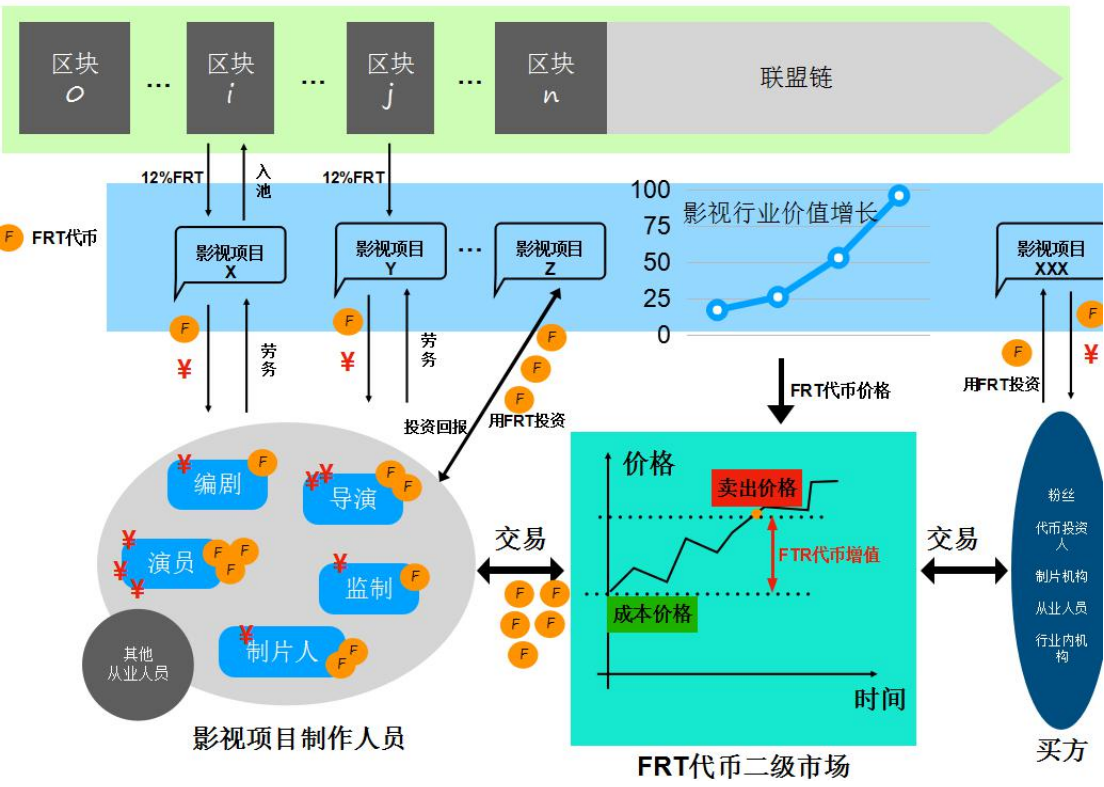 区块
0
...
区块
i
...
区块
j
...
区块
n
联盟链
12%FRT
入
池
12%FRT
F
FRT代币
影视项目
X
影视项目
Y
...
影视项目
Z
100
75
50
25
0
影视行业价值增长
影视项目
XXX
F
¥
劳
务
F
¥
劳
务
投资回报
F
F
F
用FRT投资
FRT代币价格
F
用FRT投资
F
¥
¥
编剧
F
¥¥
导演
F
F
¥
¥
¥
演员
F
F
F
¥
监制
F
¥
制片人
F
F
其他
从业人员
影视项目制作人员
交易
F
F
F
F
F
价格
卖出价格
FTR代币增值
成本价格
时间
FRT代币二级市场
交易
粉丝
代币投资
人
制片机构
从业人员
行业内机
构
买方